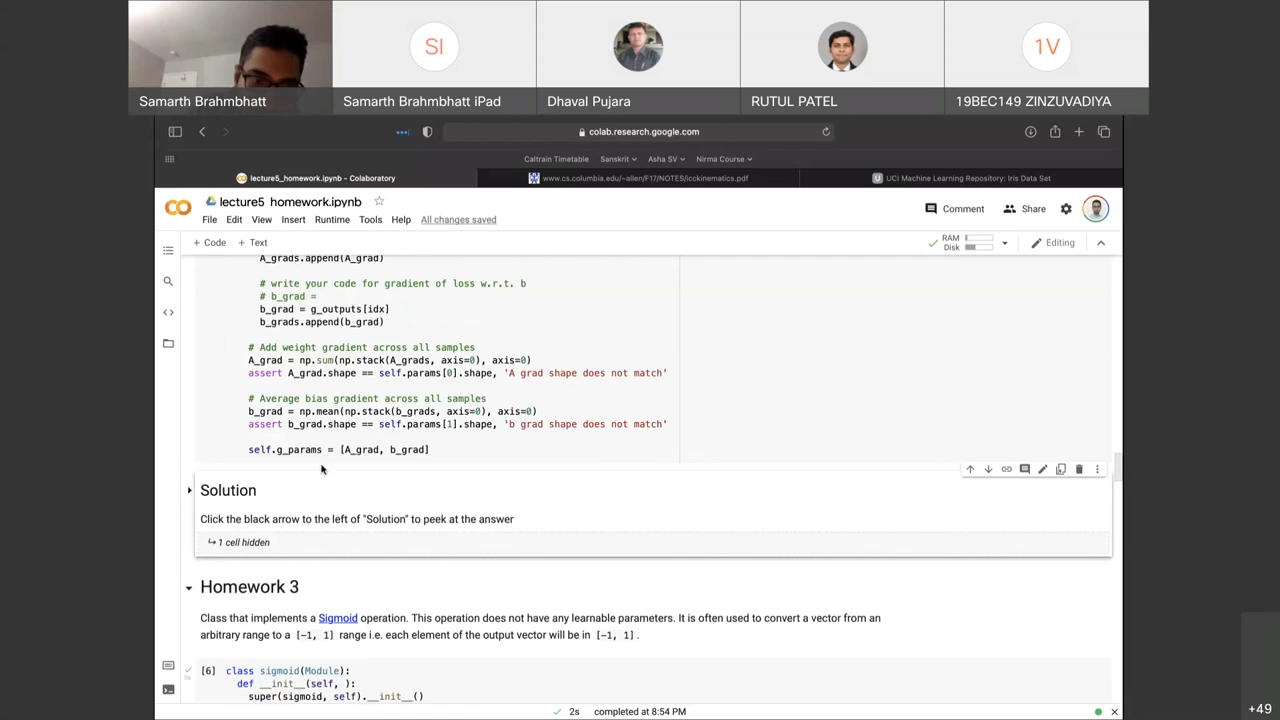 SI
1V
Samarth Brahmbhatt
Samarth Brahmbhatt iPad
Dhaval Pujara
RUTUL PATEL
19BEC149 ZINZUVADIYA
colab.research.google.com
Caltrain Timetable
Sanskrit
Asha SV
Nirma Course
lecture5_homework.ipynb - Colaboratory
www.cs.columbia.edu/~allen/F17/NOTES/icckinematics.pdf
UCI Machine Learning Repository: Iris Data Set
lecture5_homework.ipynb
Comment
Share
File Edit View Insert Runtime Tools Help All changes saved
+ Code + Text
RAM
Disk
Editing
A_grads.append(A_grad)
# write your code for gradient of loss w.r.t. b
# b_grad =
b_grad = g_outputs[idx]
b_grads.append(b_grad)
# Add weight gradient across all samples
A_grad = np.sum(np.stack(A_grads, axis=0), axis=0)
assert A_grad.shape == self.params[0].shape, 'A grad shape does not match'
# Average bias gradient across all samples
b_grad = np.mean(np.stack(b_grads, axis=0), axis=0)
assert b_grad.shape == self.params[1].shape, 'b grad shape does not match'
self.g_params = [A_grad, b_grad]
Solution
Click the black arrow to the left of "Solution" to peek at the answer
↳ 1 cell hidden
Homework 3
Class that implements a Sigmoid operation. This operation does not have any learnable parameters. It is often used to convert a vector from an
arbitrary range to a [-1, 1] range i.e. each element of the output vector will be in [-1, 1] .
[6] class sigmoid(Module):
def __init__(self, ):
super(sigmoid, self).__init__()
2s completed at 8:54 PM
+49